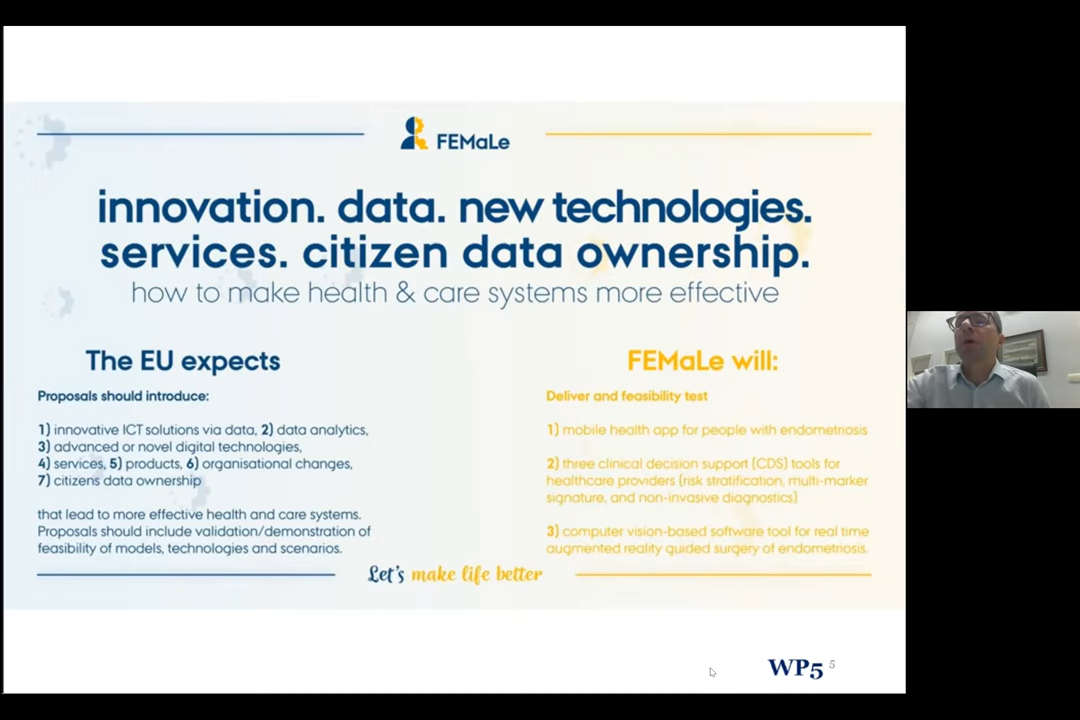 FEMaLe
innovation. data. new technologies.
services. citizen data ownership.
how to make health & care systems more effective
The EU expects
Proposals should introduce:
1) innovative ICT solutions via data, 2) data analytics,
3) advanced or novel digital technologies,
4) services, 5) products, 6) organisational changes,
7) citizens data ownership
that lead to more effective health and care systems.
Proposals should include validation/demonstration of
feasibility of models, technologies and scenarios.
FEMaLe will:
Deliver and feasibility test
1) mobile health app for people with endometriosis
2) three clinical decision support (CDS) tools for
healthcare providers (risk stratification, multi-marker
signature, and non-invasive diagnostics)
3) computer vision-based software tool for real time
augmented reality guided surgery of endometriosis.
Let's make life better
WP5 5